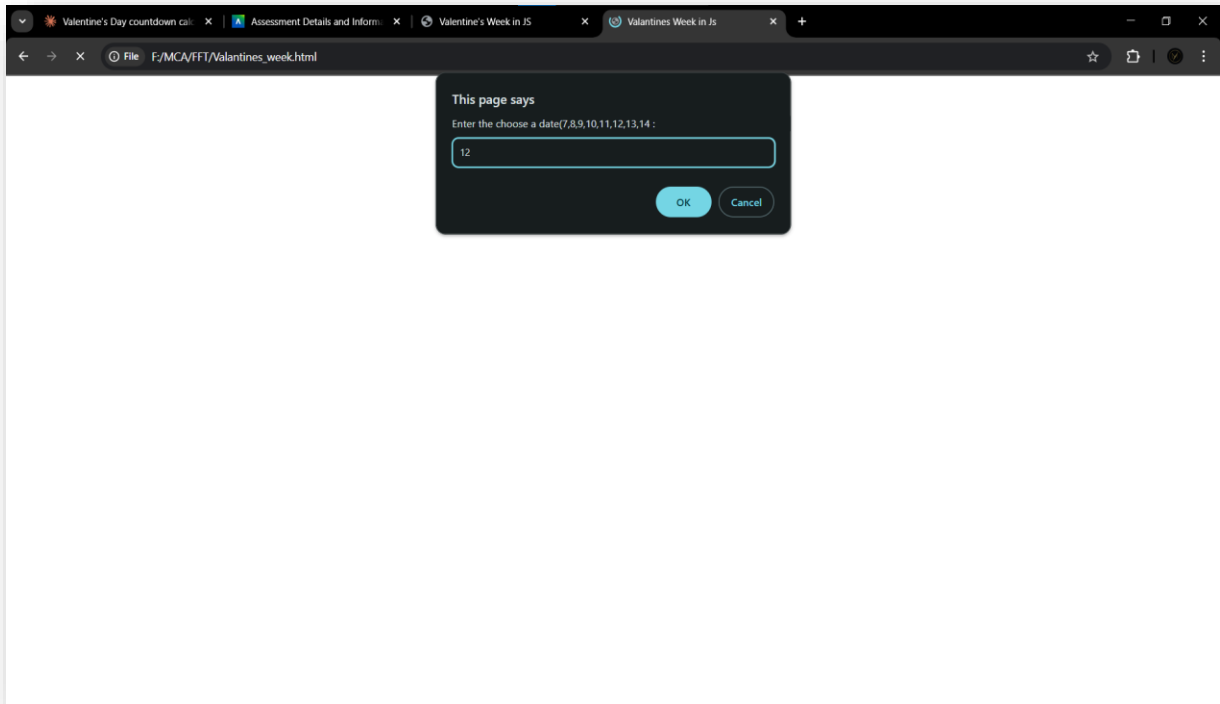 Valentine's Day countdown calc
Assessment Details and Informa
Valentine's Week in JS
Valantines Week in Js
File F:/MCA/FFT/Valantines_week.html
This page says
Enter the choose a date(7,8,9,10,11,12,13,14 :
12
OK Cancel